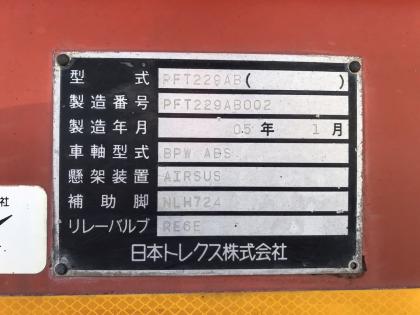 型式 PFT229AB( )
製造番号 PFT229AB002
製造年月 05年 1月
車軸型式 BPW ABS
懸架装置 AIRSUS
補助脚 NLH724
リレーバルブ RE6E
日本トレクス株式会社
社